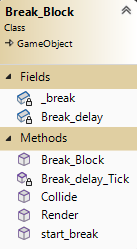 Break_Block
Class
GameObject
Fields
_break
Break_delay
Methods
Break_Block
Break_delay_Tick
Collide
Render
start_break